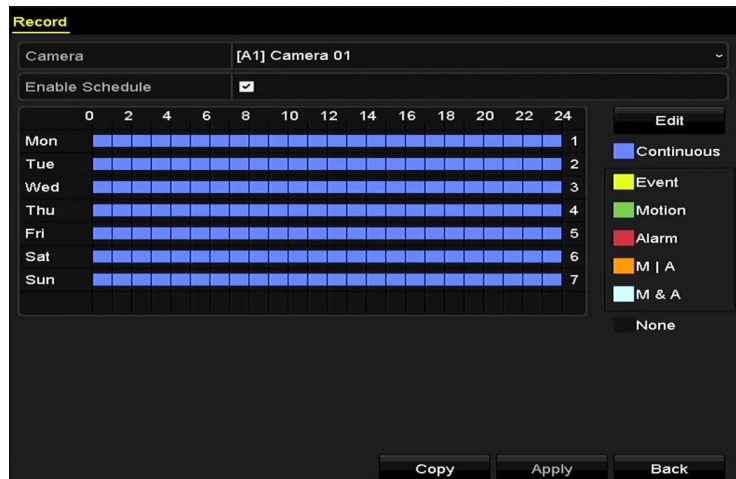 Record
Camera [A1] Camera 01
Enable Schedule
0 2 4 6 8 10 12 14 16 18 20 22 24
Edit
Mon 1
Continuous
Tue 2
Event
Wed 3
Thu 4
Motion
Fri 5
Alarm
Sat 6
M | A
Sun 7
M & A
None
Copy Apply Back